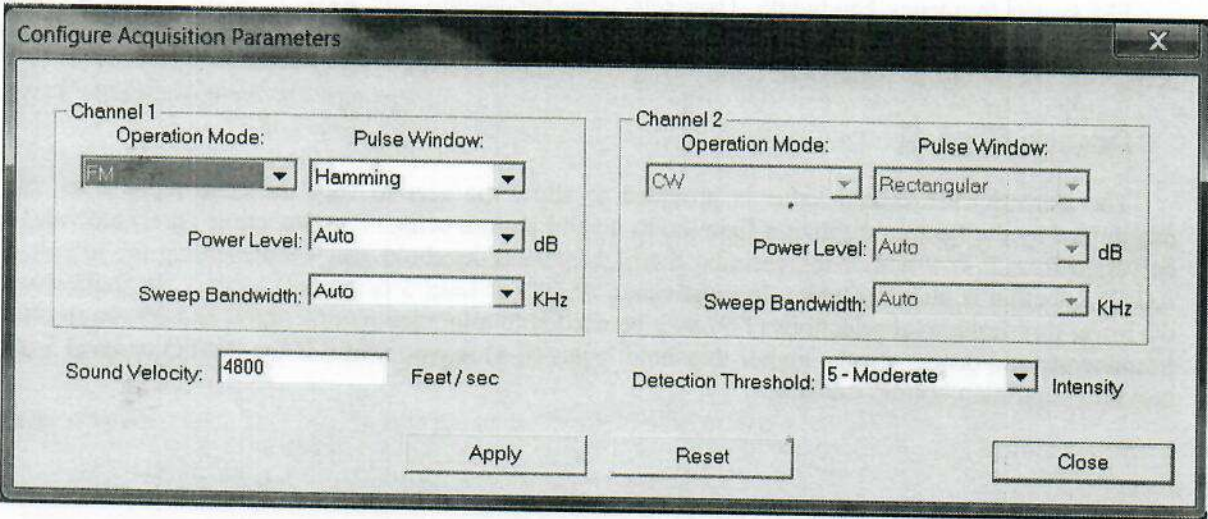 Configure Acquisition Parameters
X
Channel 1
Operation Mode: Pulse Window:
FM Hamming
Power Level: Auto dB
Sweep Bandwidth: Auto KHz
Channel 2
Operation Mode: Pulse Window:
CW Rectangular
Power Level: Auto dB
Sweep Bandwidth: Auto KHz
Sound Velocity: 4800 Feet / sec
Detection Threshold: 5 - Moderate Intensity
Apply Reset Close